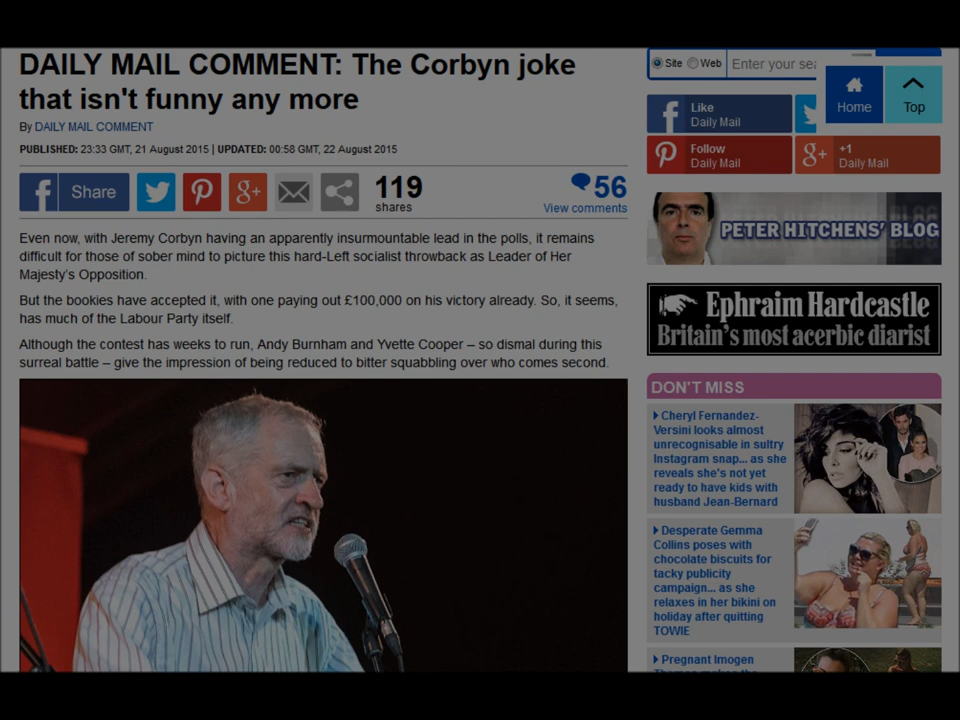 DAILY MAIL COMMENT: The Corbyn joke
that isn't funny any more
By DAILY MAIL COMMENT
PUBLISHED: 23:33 GMT, 21 August 2015 | UPDATED: 00:58 GMT, 22 August 2015
Share
119
shares
56
View comments
Even now, with Jeremy Corbyn having an apparently insurmountable lead in the polls, it remains
difficult for those of sober mind to picture this hard-Left socialist throwback as Leader of Her
Majesty's Opposition.
But the bookies have accepted it, with one paying out £100,000 on his victory already. So, it seems,
has much of the Labour Party itself.
Although the contest has weeks to run, Andy Burnham and Yvette Cooper – so dismal during this
surreal battle – give the impression of being reduced to bitter squabbling over who comes second.
Site Web Enter your sea
Home
Top
Like
Daily Mail
Follow
Daily Mail
+1
Daily Mail
PETER HITCHENS' BLOG
Ephraim Hardcastle
Britain's most acerbic diarist
DON'T MISS
Cheryl Fernandez-
Versini looks almost
unrecognisable in sultry
Instagram snap... as she
reveals she's not yet
ready to have kids with
husband Jean-Bernard
Desperate Gemma
Collins poses with
chocolate biscuits for
tacky publicity
campaign... as she
relaxes in her bikini on
holiday after quitting
TOWIE
Pregnant Imogen